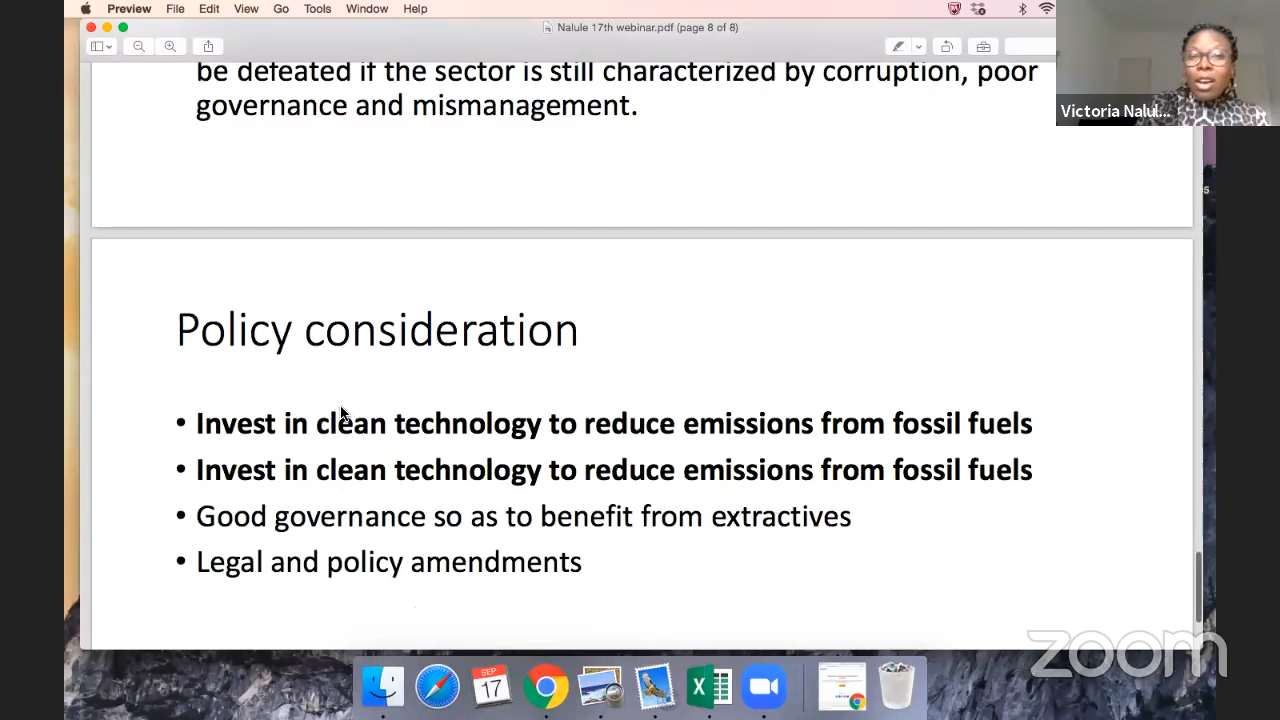 Preview File Edit View Go Tools Window Help
Nalule 17th webinar.pdf (page 8 of 8)
be defeated if the sector is still characterized by corruption, poor
governance and mismanagement.
Victoria Nalul...
5
Policy consideration
• Invest in clean technology to reduce emissions from fossil fuels
• Invest in clean technology to reduce emissions from fossil fuels
• Good governance so as to benefit from extractives
• Legal and policy amendments
zoom
SEP
17